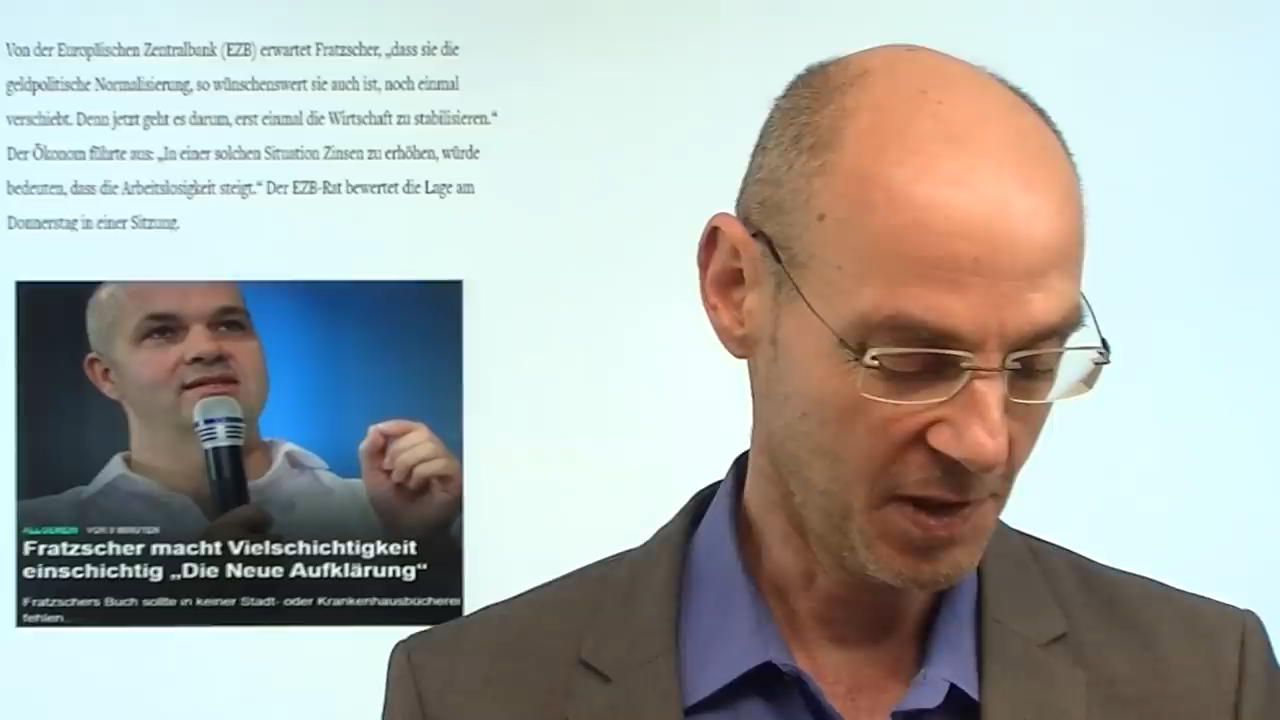 Von der Europäischen Zentralbank (EZB) erwartet Fratzscher, „dass sie die
geldpolitische Normalisierung, so wünschenswert sie auch ist, noch einmal
verschiebt. Denn jetzt geht es darum, erst einmal die Wirtschaft zu stabilisieren.“
Der Ökonom führte aus: „In einer solchen Situation Zinsen zu erhöhen, würde
bedeuten, dass die Arbeitslosigkeit steigt.“ Der EZB-Rat bewertet die Lage am
Donnerstag in einer Sitzung.
ALLGEMEIN VOR 9 MINUTEN
Fratzscher macht Vielschichtigkeit
einschichtig „Die Neue Aufklärung“
Fratzschers Buch sollte in keiner Stadt- oder Krankenhausbücherei
fehlen...